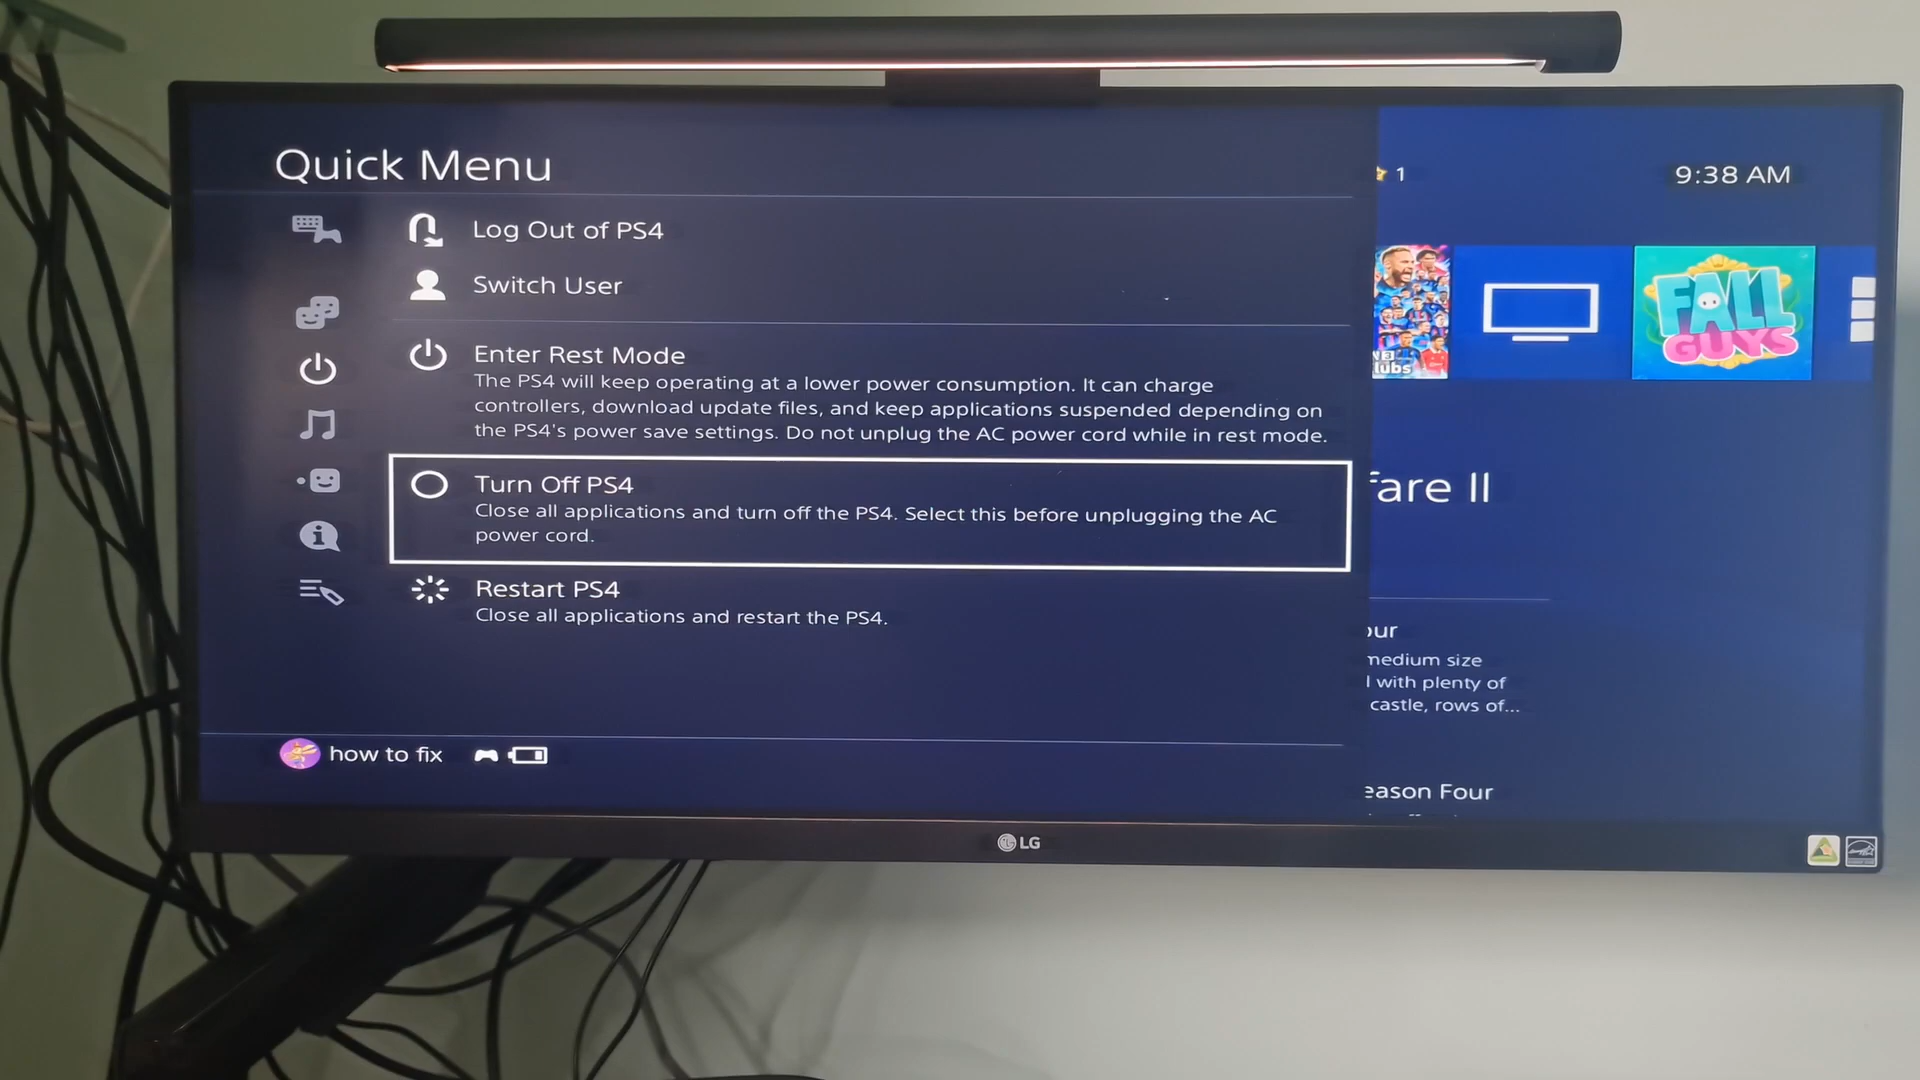 Quick Menu
1
9:38 AM
Log Out of PS4
Switch User
Enter Rest Mode
The PS4 will keep operating at a lower power consumption. It can charge
controllers, download update files, and keep applications suspended depending on
the PS4's power save settings. Do not unplug the AC power cord while in rest mode.
Turn Off PS4
Close all applications and turn off the PS4. Select this before unplugging the AC
power cord.
Restart PS4
Close all applications and restart the PS4.
how to fix
N 3
lubs
FALL
GUYS
fare II
our
medium size
l with plenty of
castle, rows of...
eason Four
LG